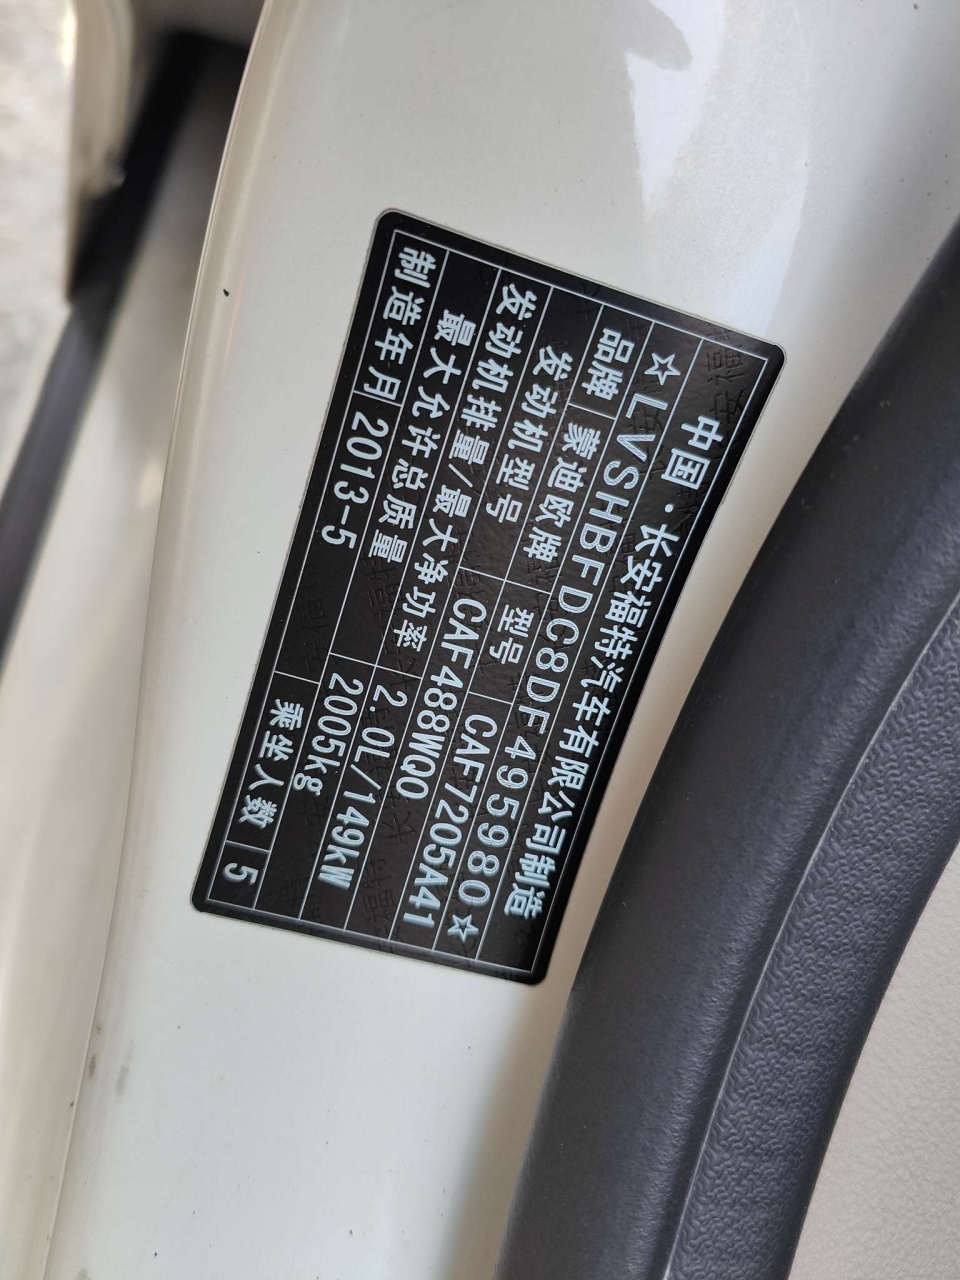 中国·长安福特汽车有限公司制造
☆LVSHBFDC8DF495980☆
品牌 蒙迪欧牌 型号 CAF7205A41
发动机型号 CAF488WQ0
发动机排量/最大净功率 2.0L/149kW
最大允许总质量 2005kg
制造年月 2013-5 乘坐人数 5